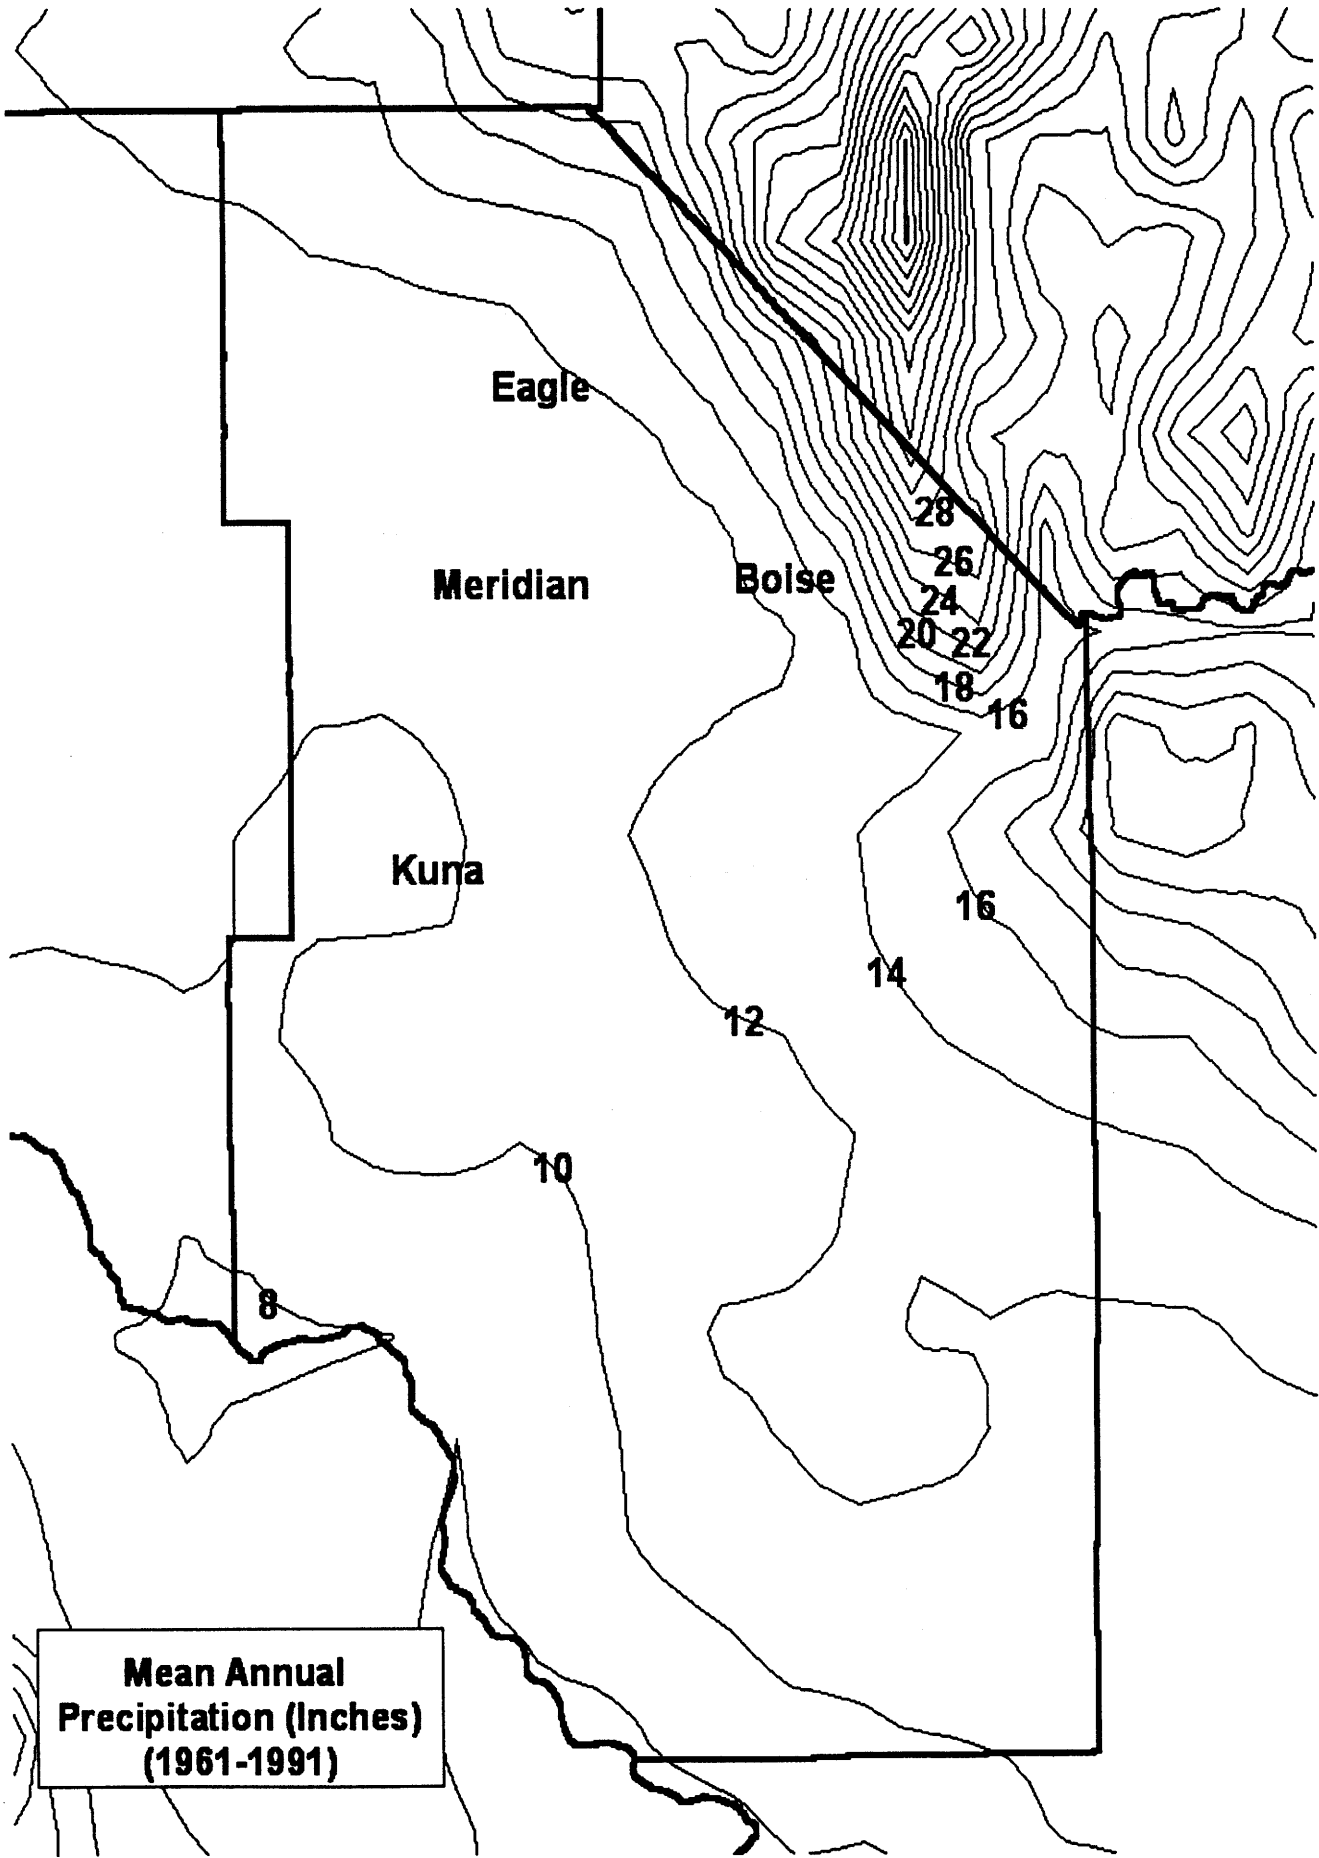 Eagle
28
26
Meridian
Boise
24
20
22
18
16
Kuna
16
14
12
10
8
Mean Annual
Precipitation (Inches)
(1961-1991)